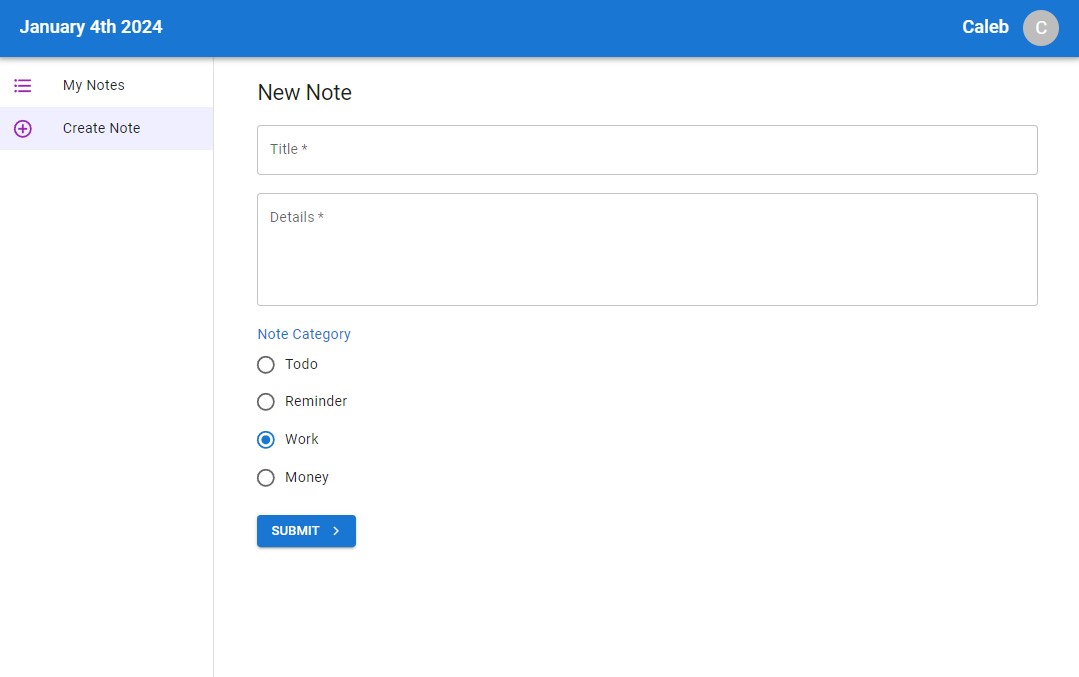 January 4th 2024
Caleb
C
My Notes
Create Note
New Note
Title *
Details *
Note Category
Todo
Reminder
Work
Money
SUBMIT